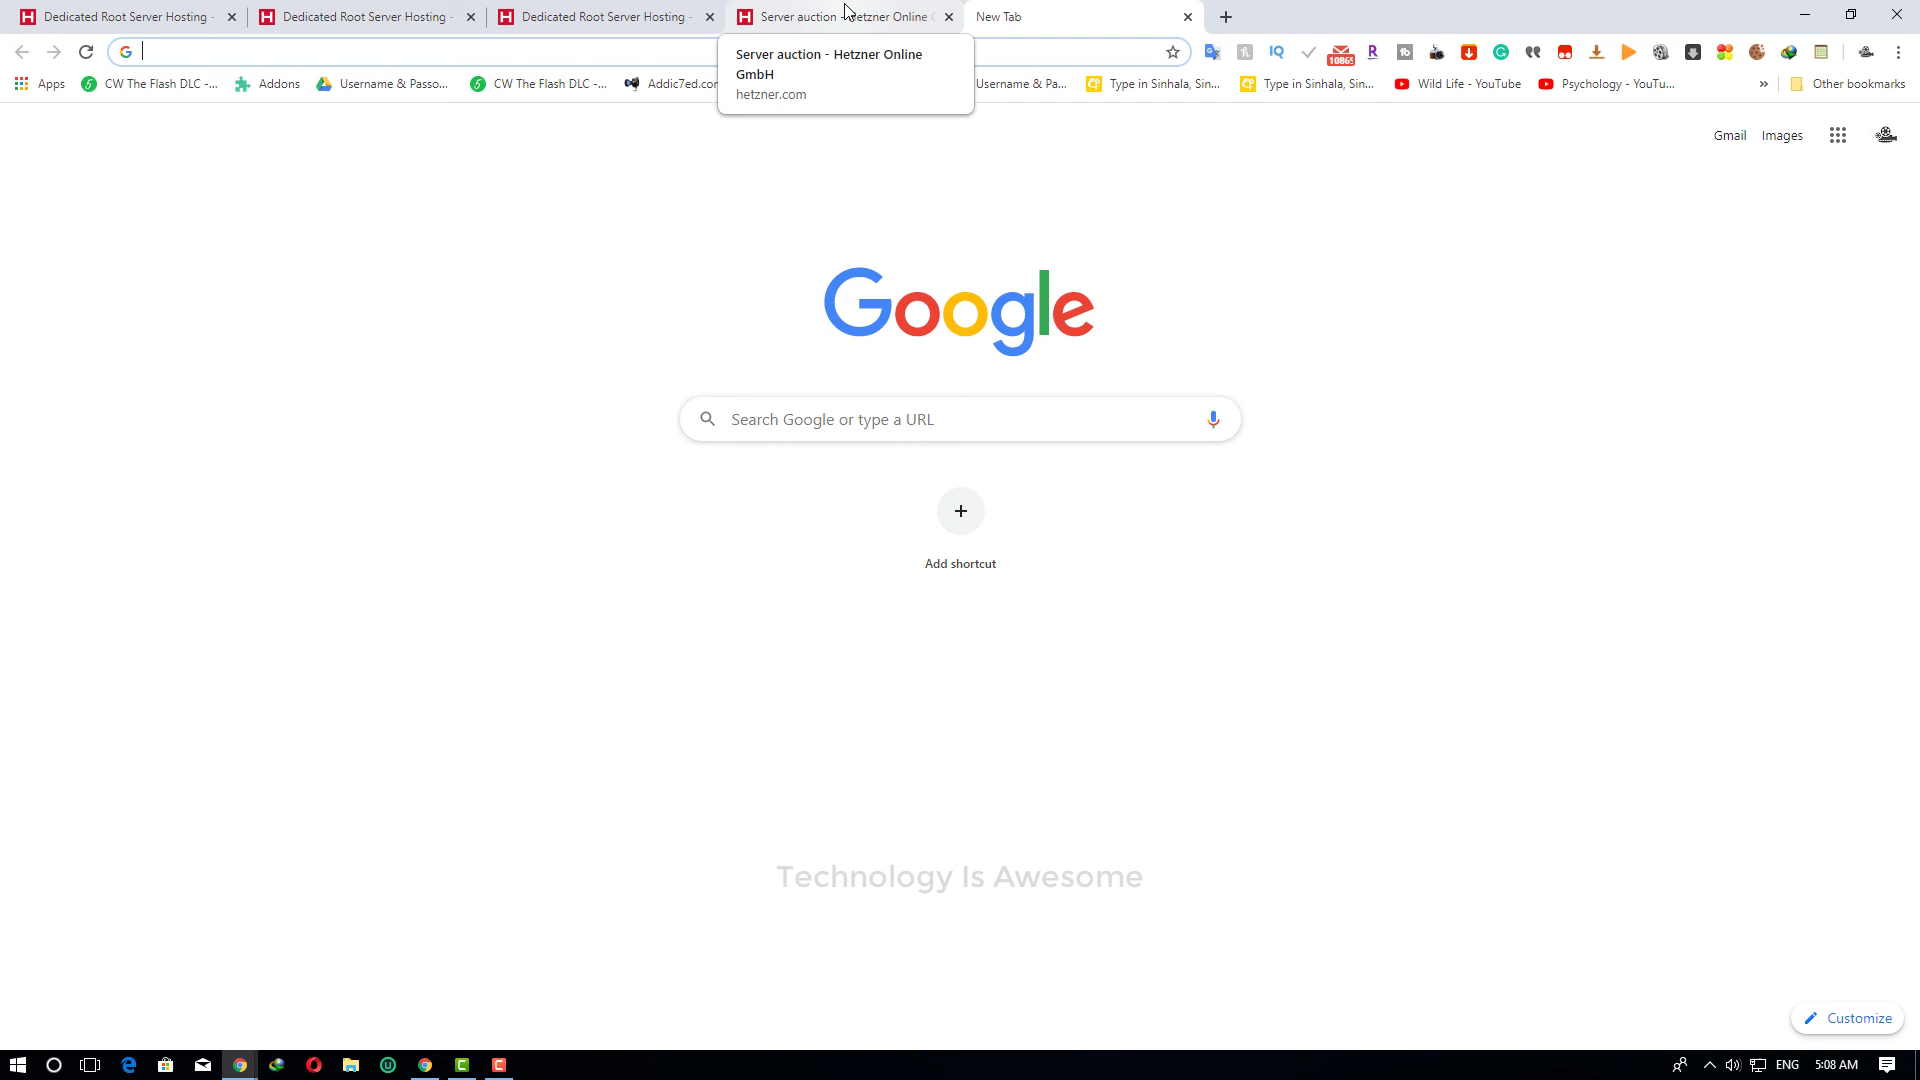 Dedicated Root Server Hosting -
Dedicated Root Server Hosting -
Dedicated Root Server Hosting -
Server auction - Hetzner Online
New Tab
Server auction - Hetzner Online
GmbH
hetzner.com
10865
Apps
CW The Flash DLC -...
Addons
Username & Passo...
CW The Flash DLC -...
Addic7ed.com
Username & Pa...
Type in Sinhala, Sin...
Type in Sinhala, Sin...
Wild Life - YouTube
Psychology - YouTu...
»
Other bookmarks
Gmail
Images
Google
Search Google or type a URL
Add shortcut
Technology Is Awesome
Customize
ENG
5:08 AM